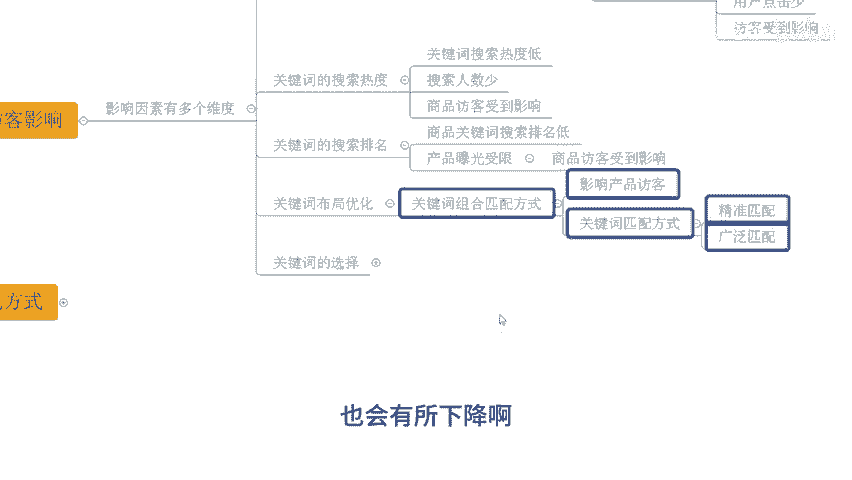 用户点击少
访客受到影响
关键词搜索热度低
关键词的搜索热度
搜索人数少
商品访客受到影响
客影响
影响因素有多个维度
商品关键词搜索排名低
关键词的搜索排名
产品曝光受限
商品访客受到影响
影响产品访客
关键词布局优化
关键词组合匹配方式
关键词匹配方式
精准匹配
广泛匹配
关键词的选择
方式
也会有所下降啊